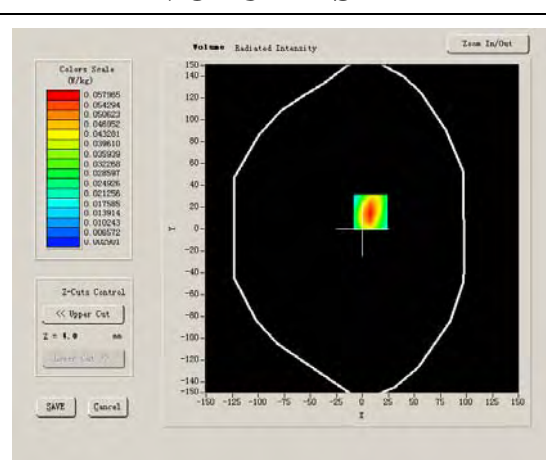 Volume Radiated Intensity
Zoom In/Out
Colors Scale
(W/kg)
0.057965
0.054294
0.050623
0.046952
0.043281
0.039610
0.035939
0.032268
0.028597
0.024926
0.021256
0.017585
0.013914
0.010243
0.006572
0.002901
Z-Cuts Control
<< Upper Cut
Z = 4.0 mm
Lower Cut >>
SAVE
Cancel
150
140
120
100
80
60
40
20
0
-20
-40
-60
-80
-100
-120
-140
-150
Y
-150 -125 -100 -75 -50 -25 0 25 50 75 100 125 150
X